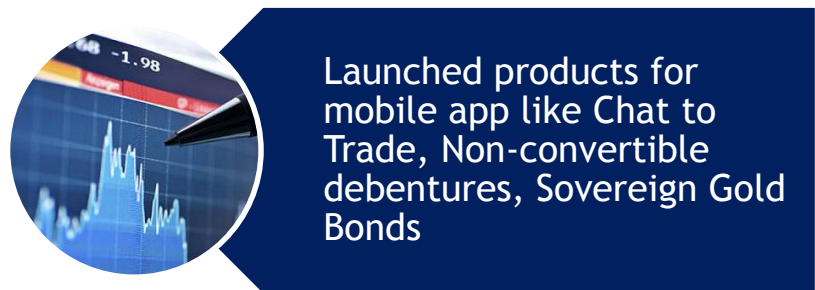 -1.98
Launched products for
mobile app like Chat to
Trade, Non-convertible
debentures, Sovereign Gold
Bonds